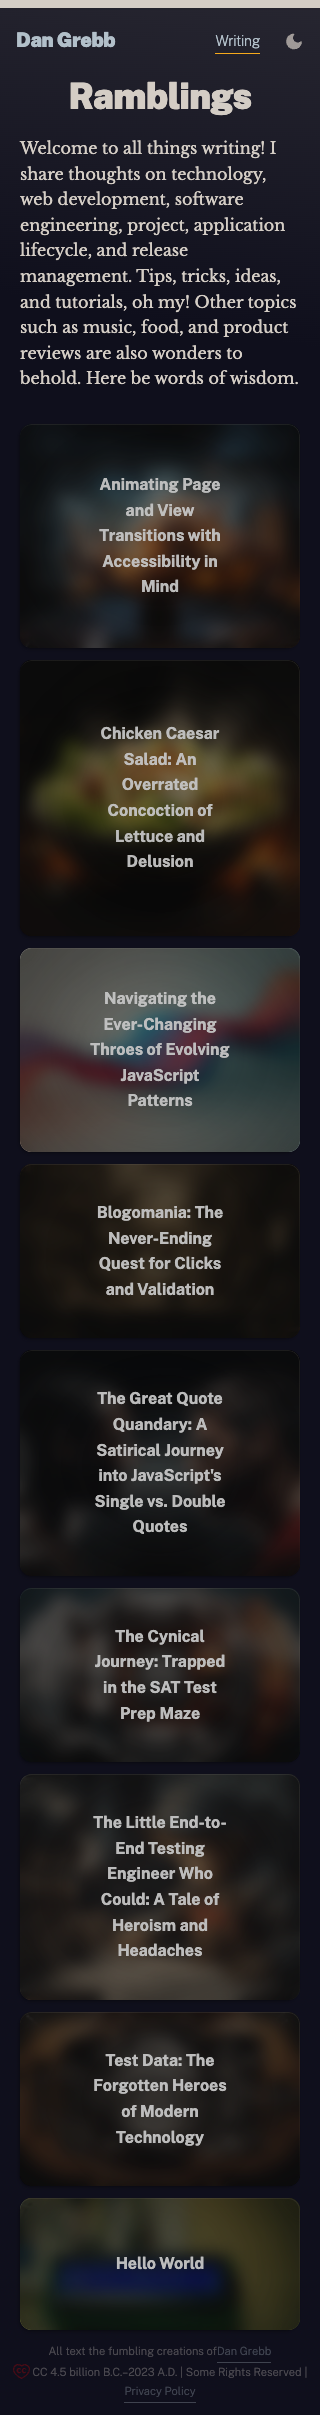 Dan Grebb
Writing
Ramblings
Welcome to all things writing! I
share thoughts on technology,
web development, software
engineering, project, application
lifecycle, and release
management. Tips, tricks, ideas,
and tutorials, oh my! Other topics
such as music, food, and product
reviews are also wonders to
behold. Here be words of wisdom.
Animating Page
and View
Transitions with
Accessibility in
Mind
Chicken Caesar
Salad: An
Overrated
Concoction of
Lettuce and
Delusion
Navigating the
Ever-Changing
Throes of Evolving
JavaScript
Patterns
Blogomania: The
Never-Ending
Quest for Clicks
and Validation
The Great Quote
Quandary: A
Satirical Journey
into JavaScript's
Single vs. Double
Quotes
The Cynical
Journey: Trapped
in the SAT Test
Prep Maze
The Little End-to-
End Testing
Engineer Who
Could: A Tale of
Heroism and
Headaches
Test Data: The
Forgotten Heroes
of Modern
Technology
Hello World
All text the fumbling creations ofDan Grebb
CC 4.5 billion B.C.–2023 A.D. | Some Rights Reserved |
Privacy Policy